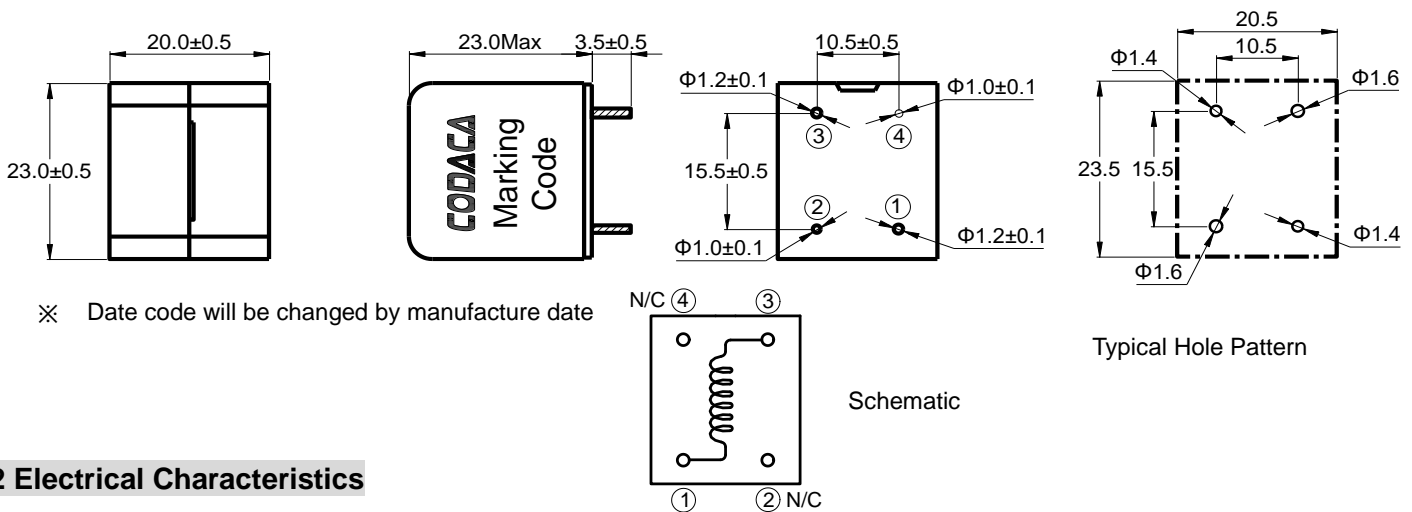 20.0±0.5
23.0±0.5
23.0Max
3.5±0.5
CODACA
Marking
Code
10.5±0.5
Φ1.2±0.1
Φ1.0±0.1
③
④
15.5±0.5
②
①
Φ1.0±0.1
Φ1.2±0.1
20.5
10.5
Φ1.4
Φ1.6
23.5
15.5
Φ1.4
Φ1.6
※ Date code will be changed by manufacture date
N/C ④
③
Schematic
Typical Hole Pattern
①
② N/C
2 Electrical Characteristics